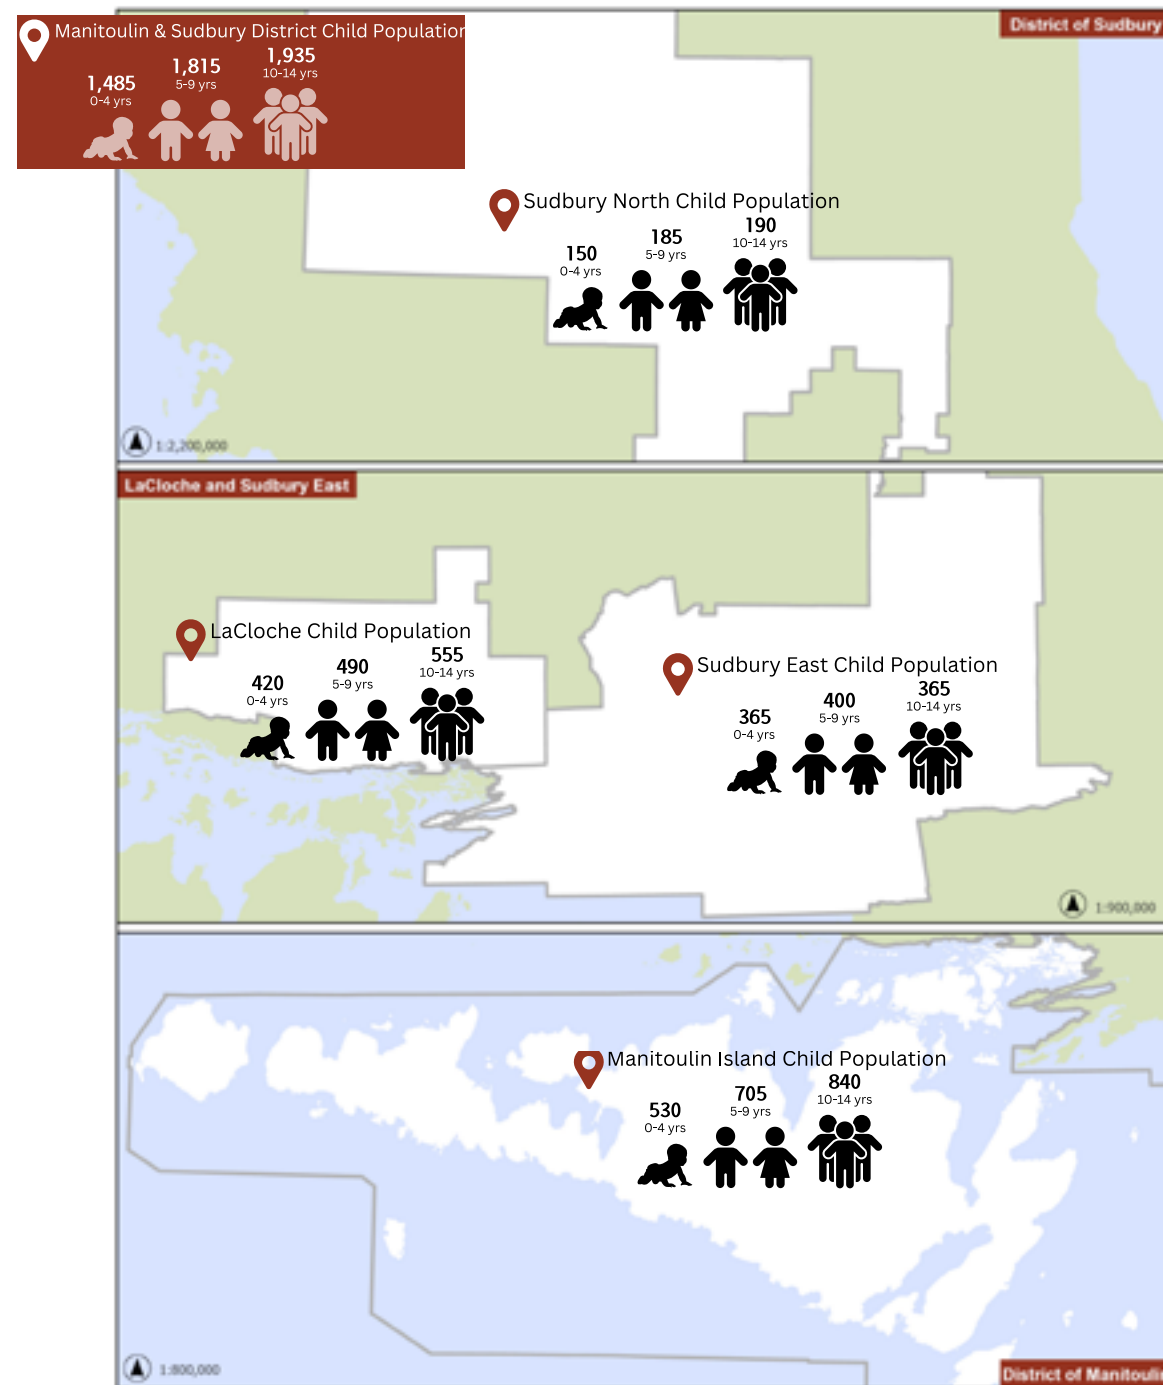 Manitoulin & Sudbury District Child Population
1,485
0-4 yrs
1,815
5-9 yrs
1,935
10-14 yrs
District of Sudbury
Sudbury North Child Population
150
0-4 yrs
185
5-9 yrs
190
10-14 yrs
1:2,200,000
LaCloche and Sudbury East
LaCloche Child Population
420
0-4 yrs
490
5-9 yrs
555
10-14 yrs
Sudbury East Child Population
365
0-4 yrs
400
5-9 yrs
365
10-14 yrs
1:900,000
Manitoulin Island Child Population
530
0-4 yrs
705
5-9 yrs
840
10-14 yrs
1:800,000
District of Manitoulin